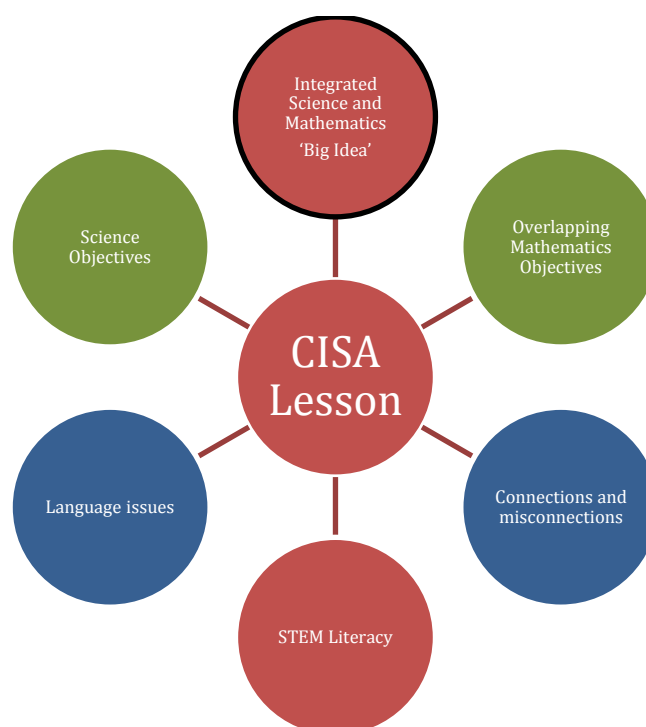 Integrated
Science and
Mathematics
‘Big Idea’
Science
Objectives
Overlapping
Mathematics
Objectives
CISA
Lesson
Language issues
Connections and
misconnections
STEM Literacy